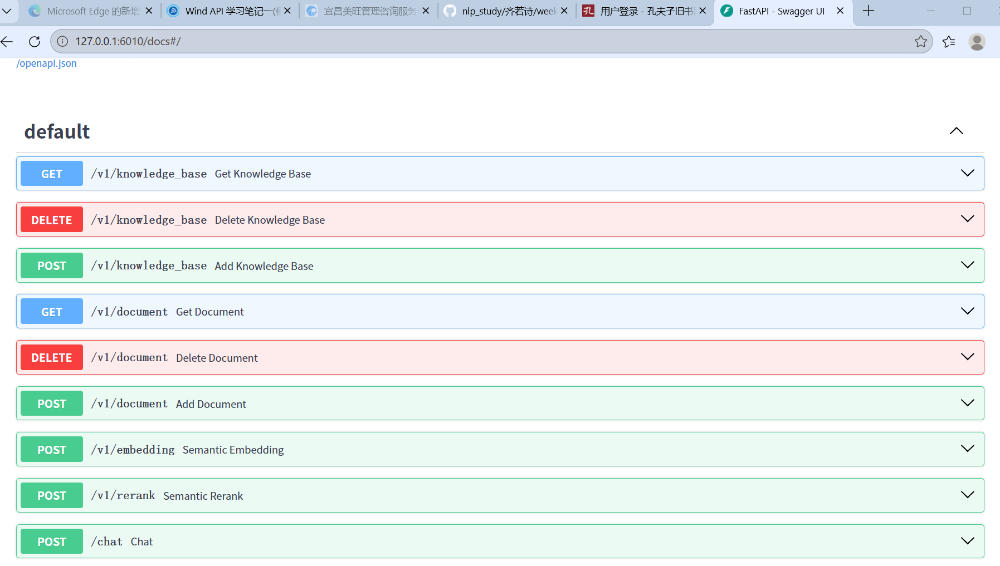 Microsoft Edge 的新增
Wind API 学习笔记一(
宜昌美旺管理咨询服务
nlp_study/齐若诗/week
用户登录 - 孔夫子旧书
FastAPI - Swagger UI
127.0.0.1:6010/docs#/
/openapi.json
default
GET /v1/knowledge_base Get Knowledge Base
DELETE /v1/knowledge_base Delete Knowledge Base
POST /v1/knowledge_base Add Knowledge Base
GET /v1/document Get Document
DELETE /v1/document Delete Document
POST /v1/document Add Document
POST /v1/embedding Semantic Embedding
POST /v1/rerank Semantic Rerank
POST /chat Chat